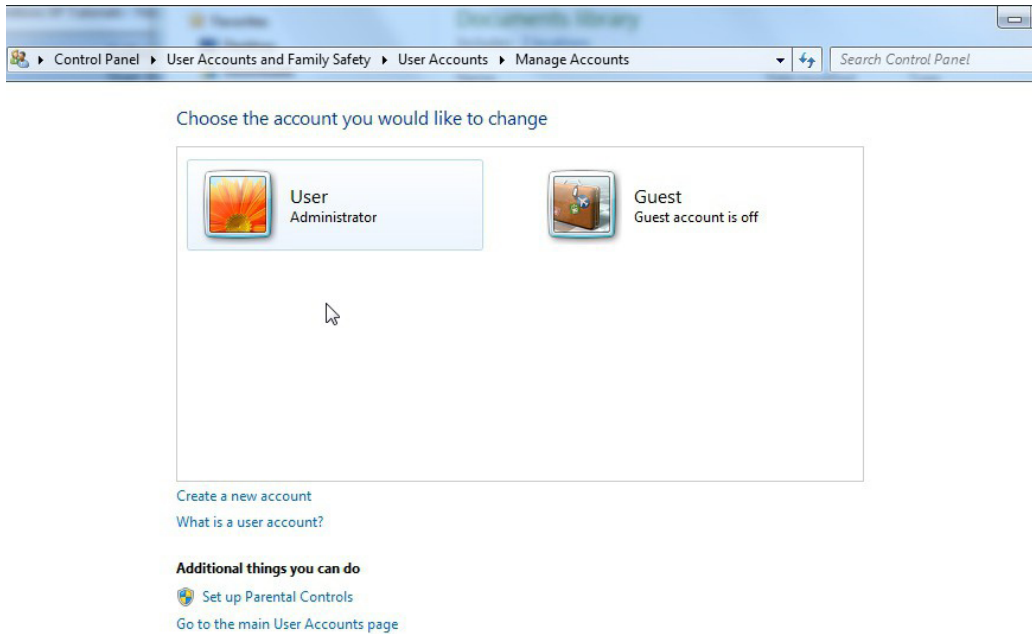 Documents library
Control Panel User Accounts and Family Safety User Accounts Manage Accounts Search Control Panel
Choose the account you would like to change
User
Administrator
Guest
Guest account is off
Create a new account
What is a user account?
Additional things you can do
Set up Parental Controls
Go to the main User Accounts page